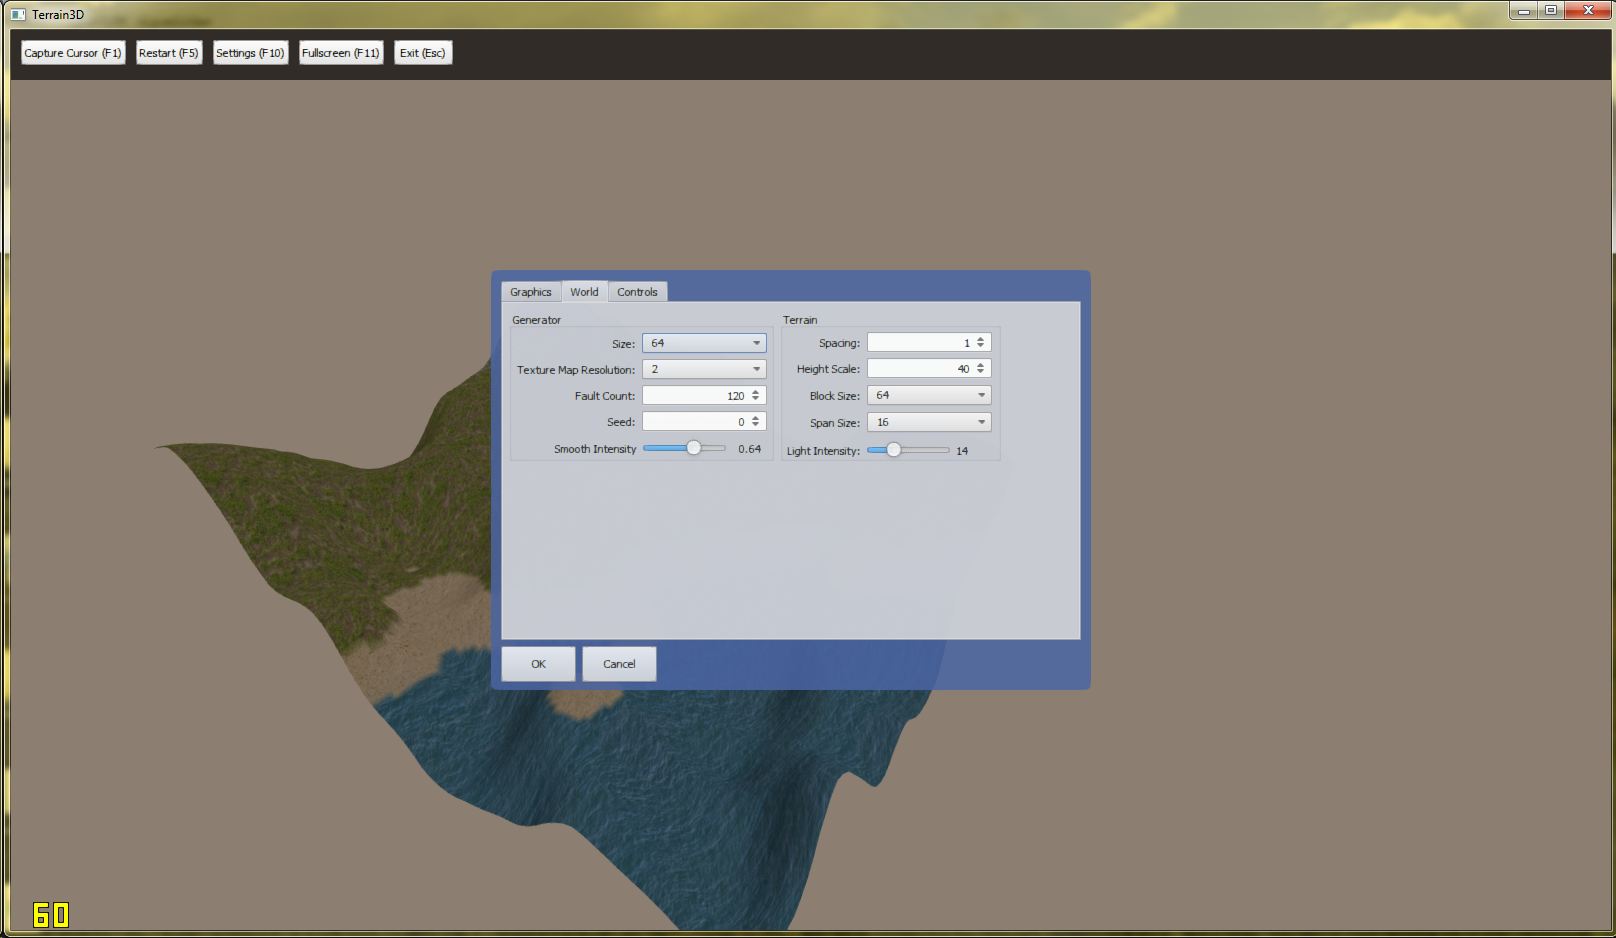 Terrain3D
Capture Cursor (F1) Restart (F5) Settings (F10) Fullscreen (F11) Exit (Esc)
Graphics World Controls
Generator
Size: 64
Texture Map Resolution: 2
Fault Count: 120
Seed: 0
Smooth Intensity 0.64
Terrain
Spacing: 1
Height Scale: 40
Block Size: 64
Span Size: 16
Light Intensity: 14
OK Cancel
60